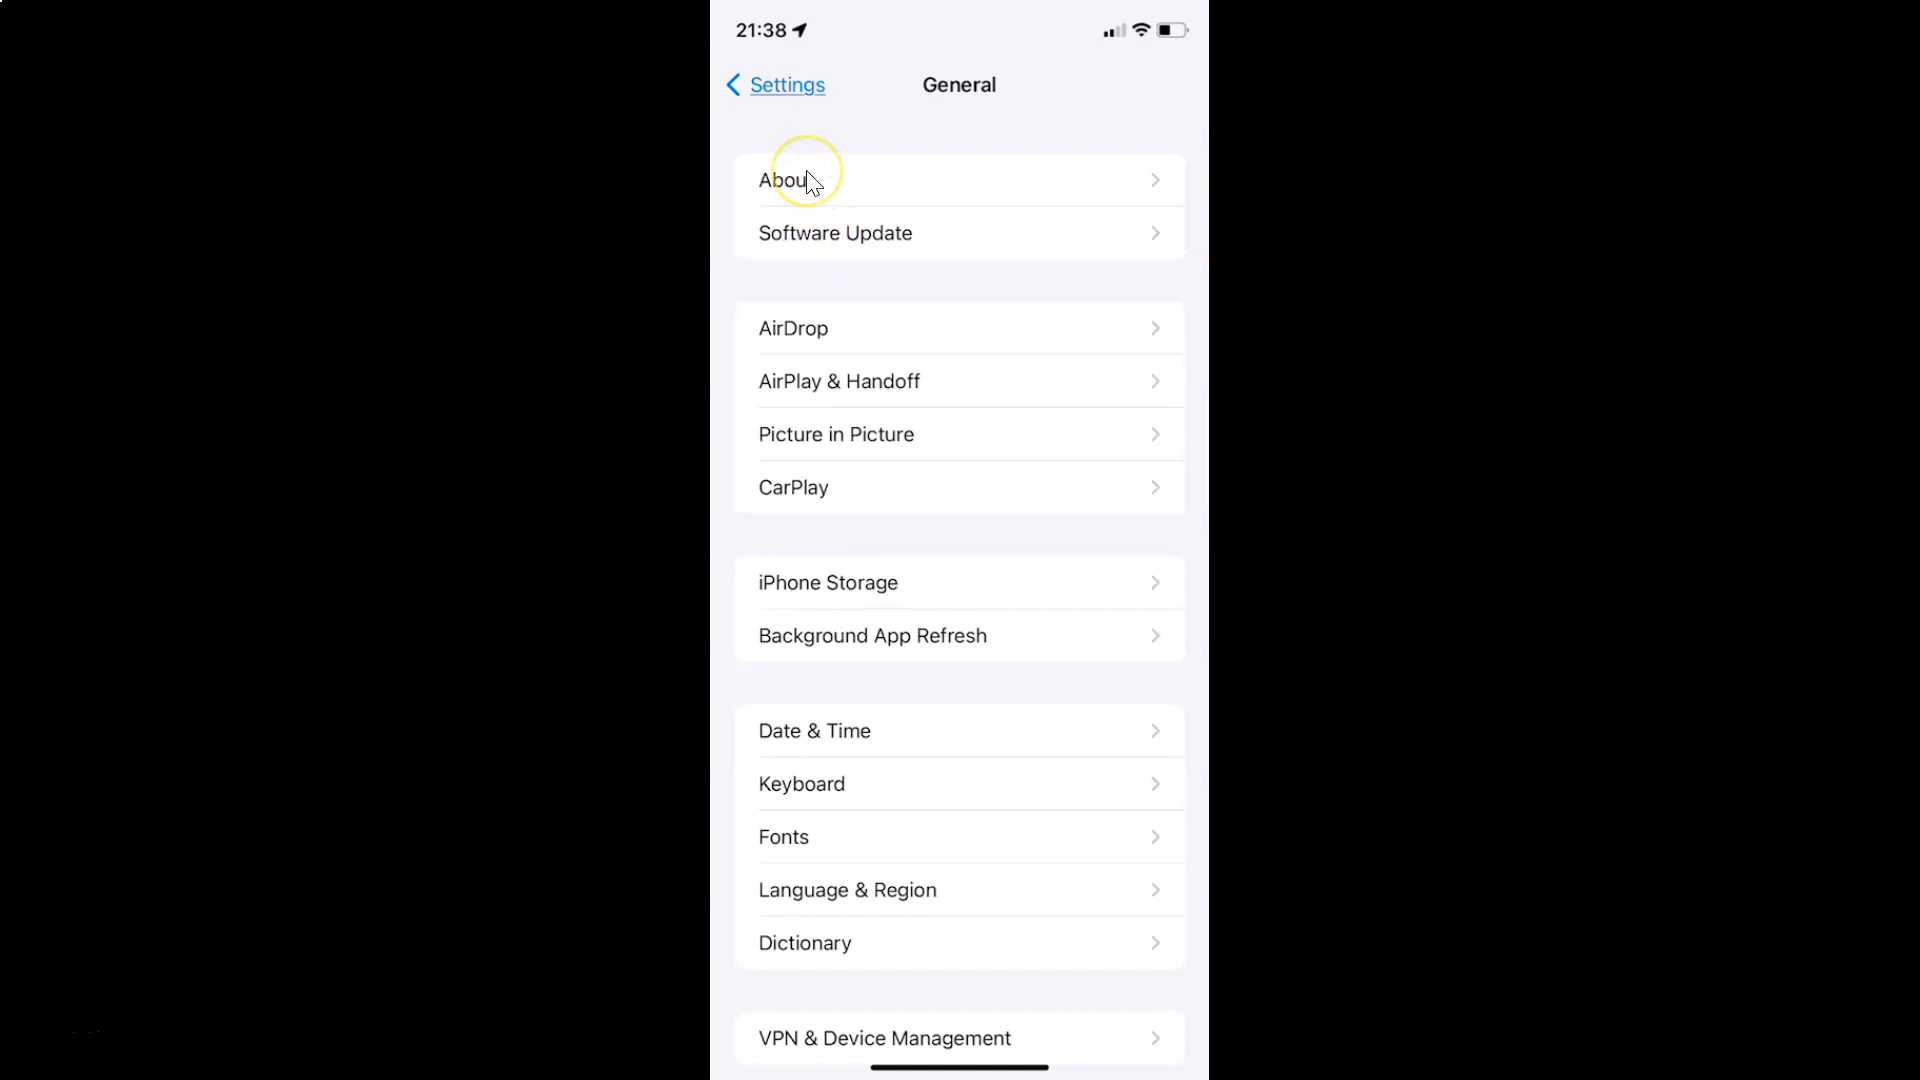 21:38
Settings
General
Abou
Software Update
AirDrop
AirPlay & Handoff
Picture in Picture
CarPlay
iPhone Storage
Background App Refresh
Date & Time
Keyboard
Fonts
Language & Region
Dictionary
VPN & Device Management